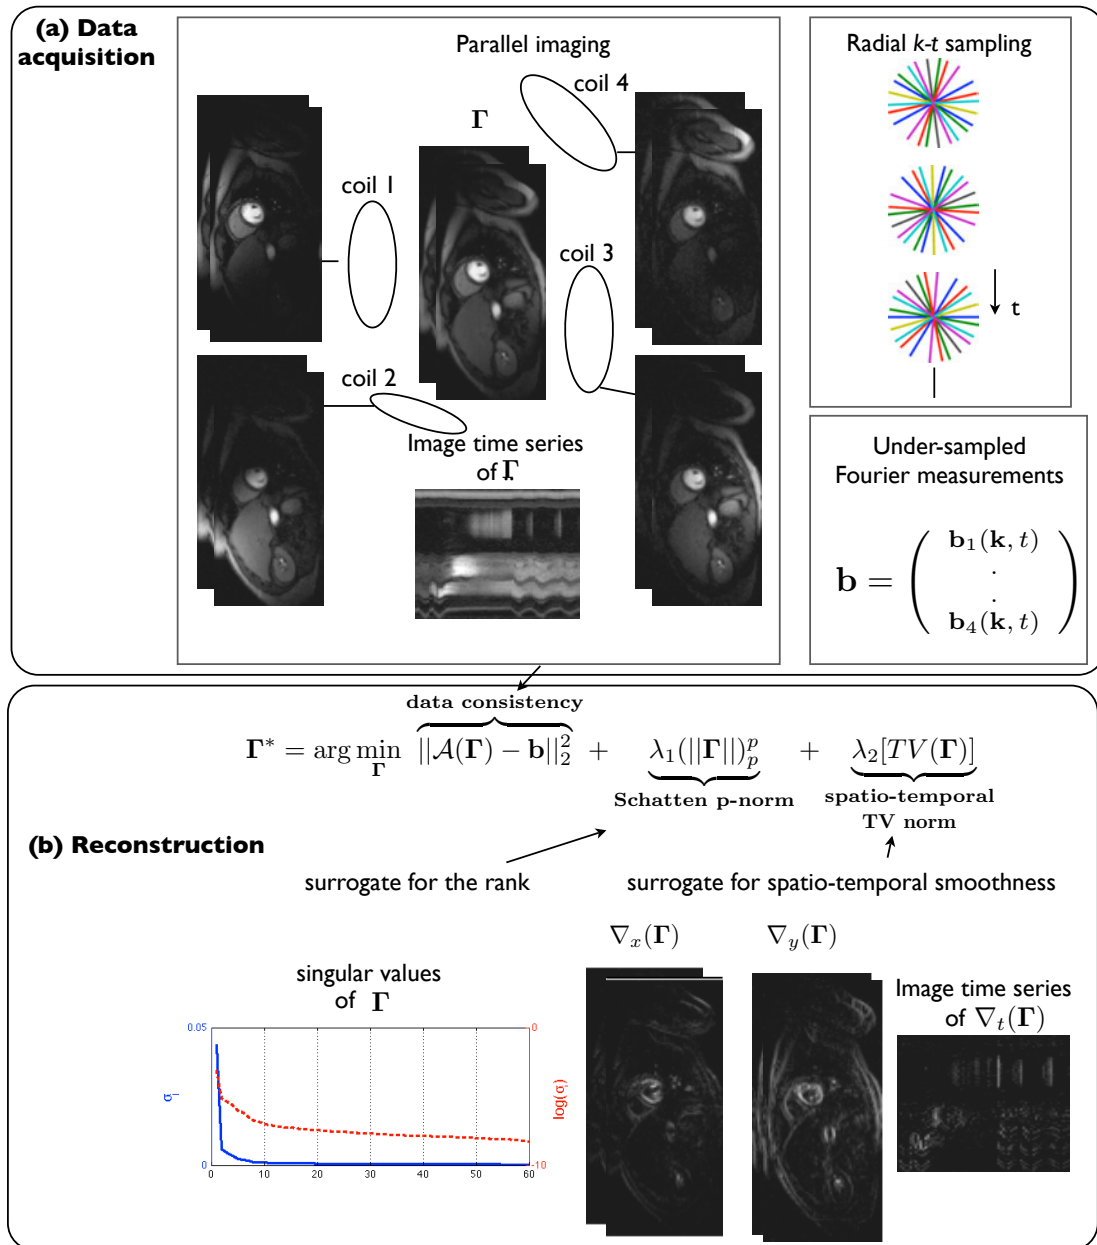 (a) Data
acquisition
Parallel imaging
coil 4
Γ
coil 1
coil 3
coil 2
Image time series
of Γ
Radial k-t sampling
t
Under-sampled
Fourier measurements
b = ( b₁(k, t)
.
.
b₄(k, t) )
data consistency
Γ* = arg min_Γ ||𝒜(Γ) − b||₂² + λ₁(||Γ||)ₚᵖ + λ₂[TV(Γ)]
Schatten p-norm
spatio-temporal
TV norm
(b) Reconstruction
surrogate for the rank
surrogate for spatio-temporal smoothness
∇ₓ(Γ)
∇_y(Γ)
singular values
of Γ
Image time series
of ∇ₜ(Γ)
0.05
0
σᵢ
log(σᵢ)
0
-10
0 10 20 30 40 50 60